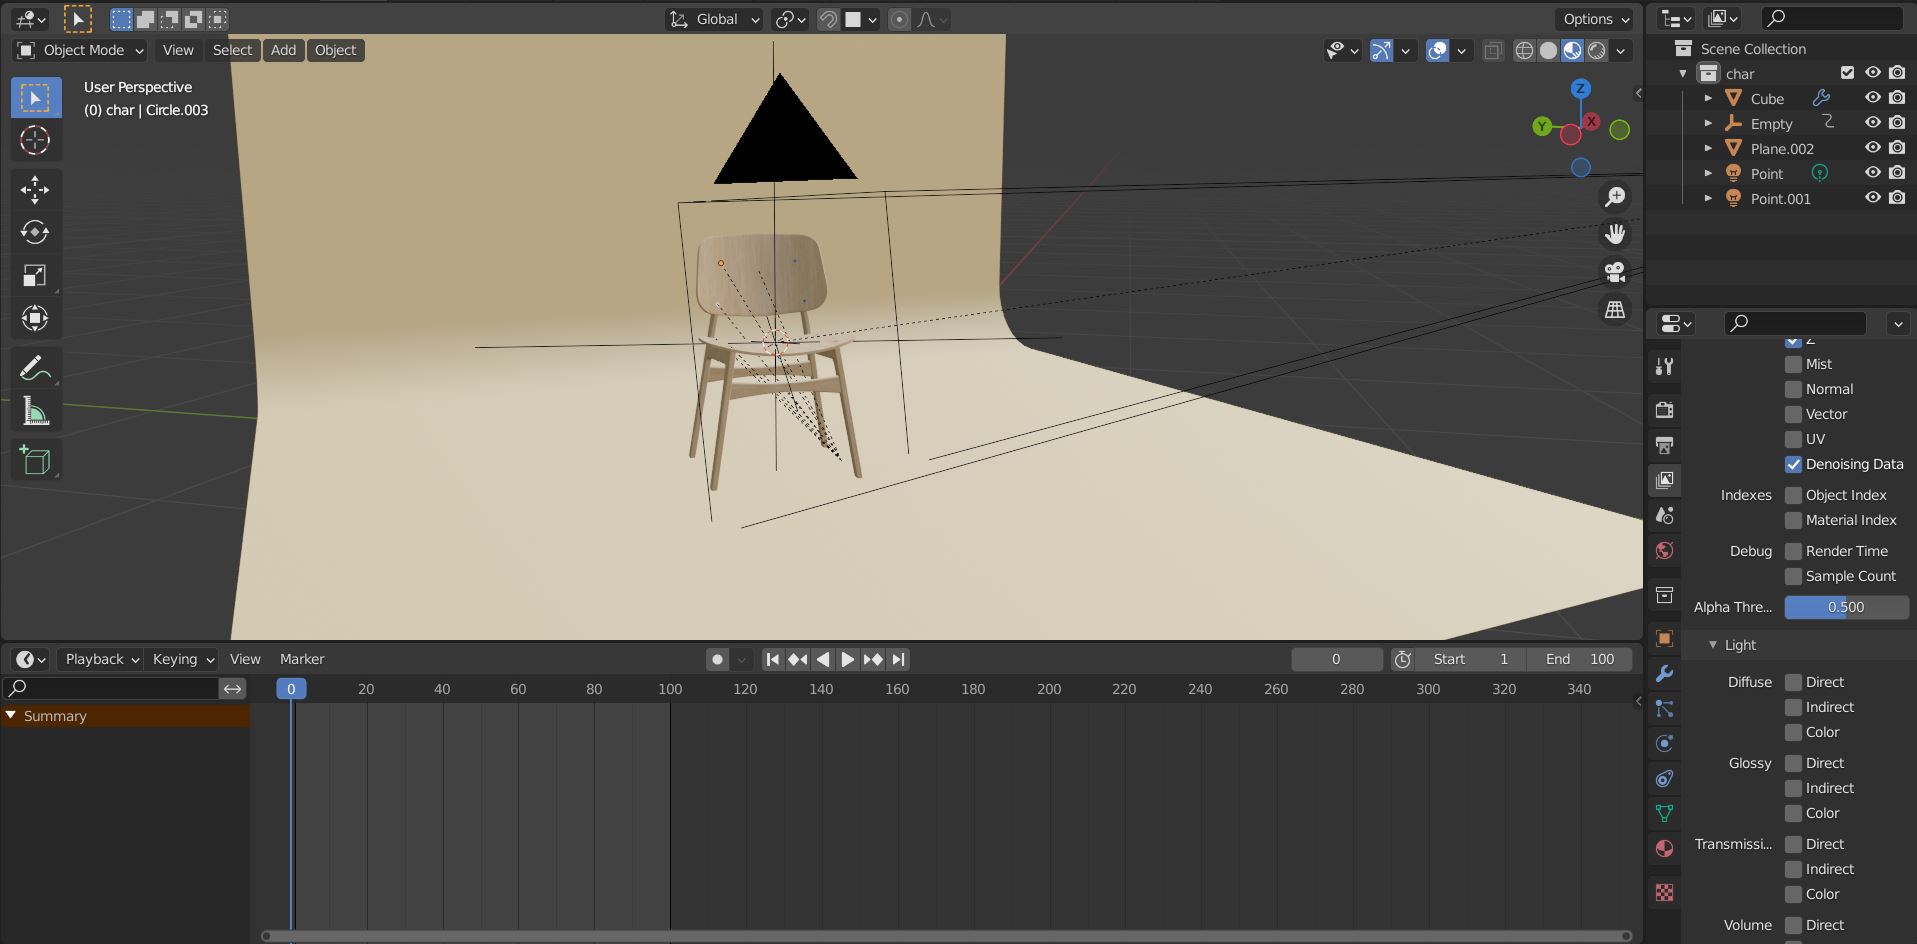 Global
Options
Object Mode
View
Select
Add
Object
User Perspective
(0) char | Circle.003
Z
Y
X
Scene Collection
char
Cube
Empty
Plane.002
Point
Point.001
Z
Mist
Normal
Vector
UV
Denoising Data
Indexes
Object Index
Material Index
Debug
Render Time
Sample Count
Alpha Thre...
0.500
Light
Diffuse
Direct
Indirect
Color
Glossy
Direct
Indirect
Color
Transmissi...
Direct
Indirect
Color
Volume
Direct
Playback
Keying
View
Marker
0
Start 1
End 100
0 20 40 60 80 100 120 140 160 180 200 220 240 260 280 300 320 340
Summary